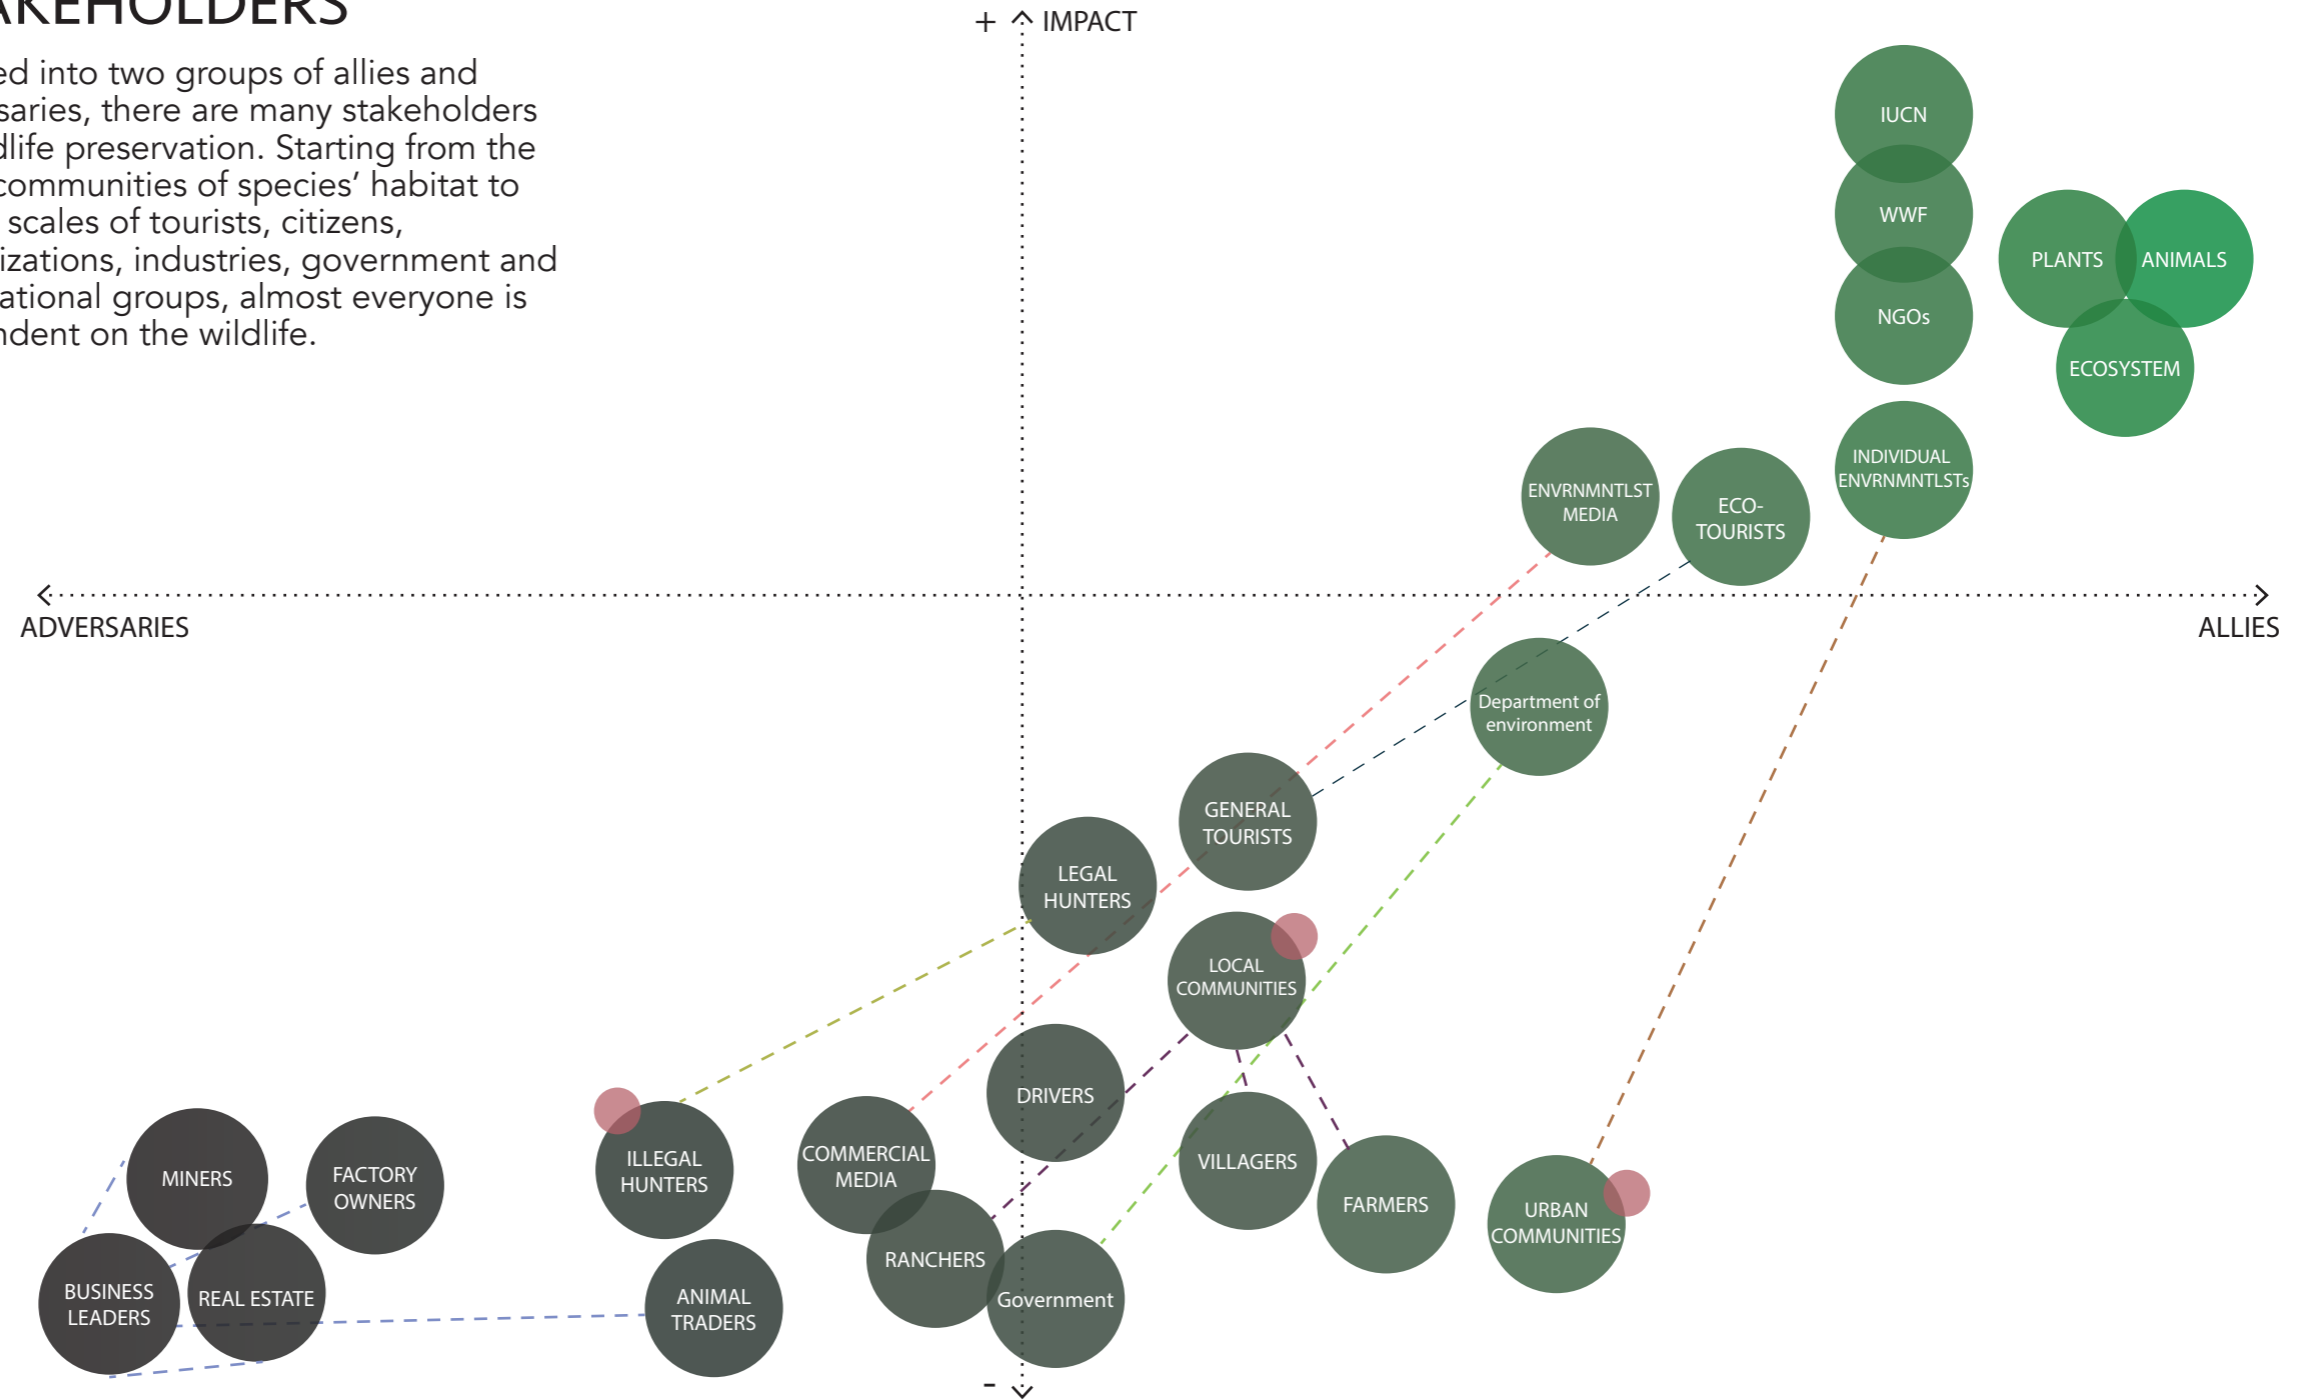 AKEHOLDERS
ed into two groups of allies and
saries, there are many stakeholders
dlife preservation. Starting from the
communities of species' habitat to
scales of tourists, citizens,
izations, industries, government and
ational groups, almost everyone is
ndent on the wildlife.
+
IMPACT
IUCN
WWF
NGOs
PLANTS
ANIMALS
ECOSYSTEM
INDIVIDUAL
ENVRNMNTLSTs
ENVRNMNTLST
MEDIA
ECO-
TOURISTS
ADVERSARIES
ALLIES
Department of
environment
GENERAL
TOURISTS
LEGAL
HUNTERS
LOCAL
COMMUNITIES
DRIVERS
COMMERCIAL
MEDIA
ILLEGAL
HUNTERS
MINERS
FACTORY
OWNERS
VILLAGERS
FARMERS
URBAN
COMMUNITIES
RANCHERS
Government
BUSINESS
LEADERS
REAL ESTATE
ANIMAL
TRADERS
-